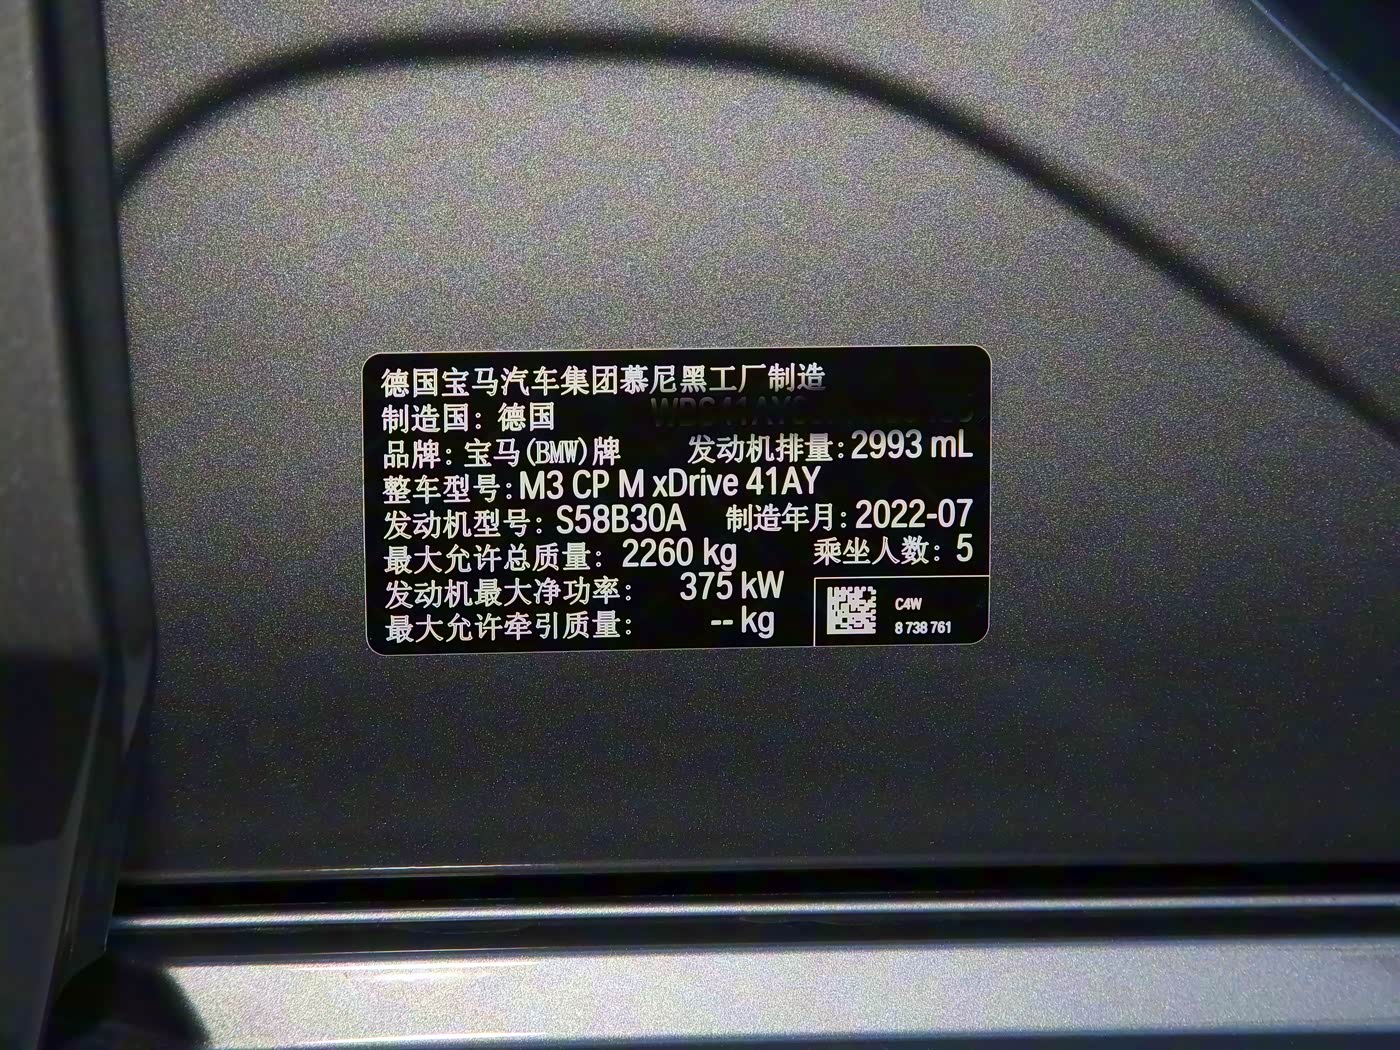 德国宝马汽车集团慕尼黑工厂制造
制造国：德国
品牌：宝马(BMW)牌 发动机排量：2993 mL
整车型号：M3 CP M xDrive 41AY
发动机型号：S58B30A 制造年月：2022-07
最大允许总质量：2260 kg 乘坐人数：5
发动机最大净功率：375 kW
最大允许牵引质量：-- kg
C4W
8 738 761